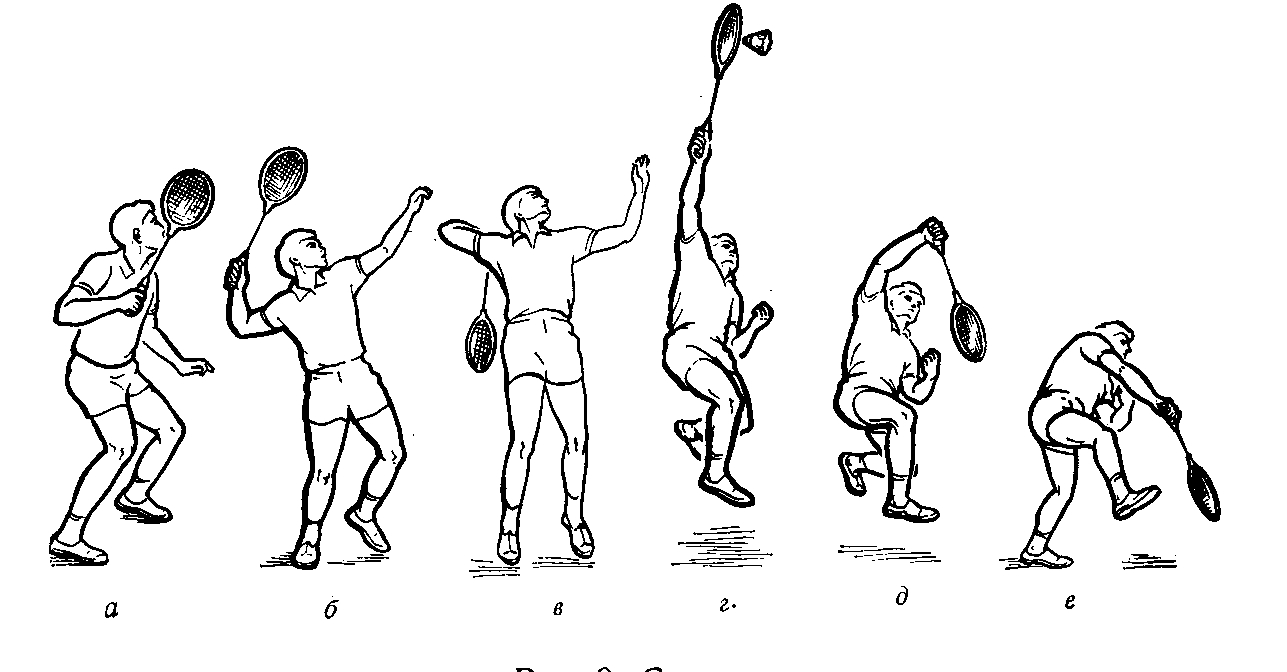 а б в г. д е